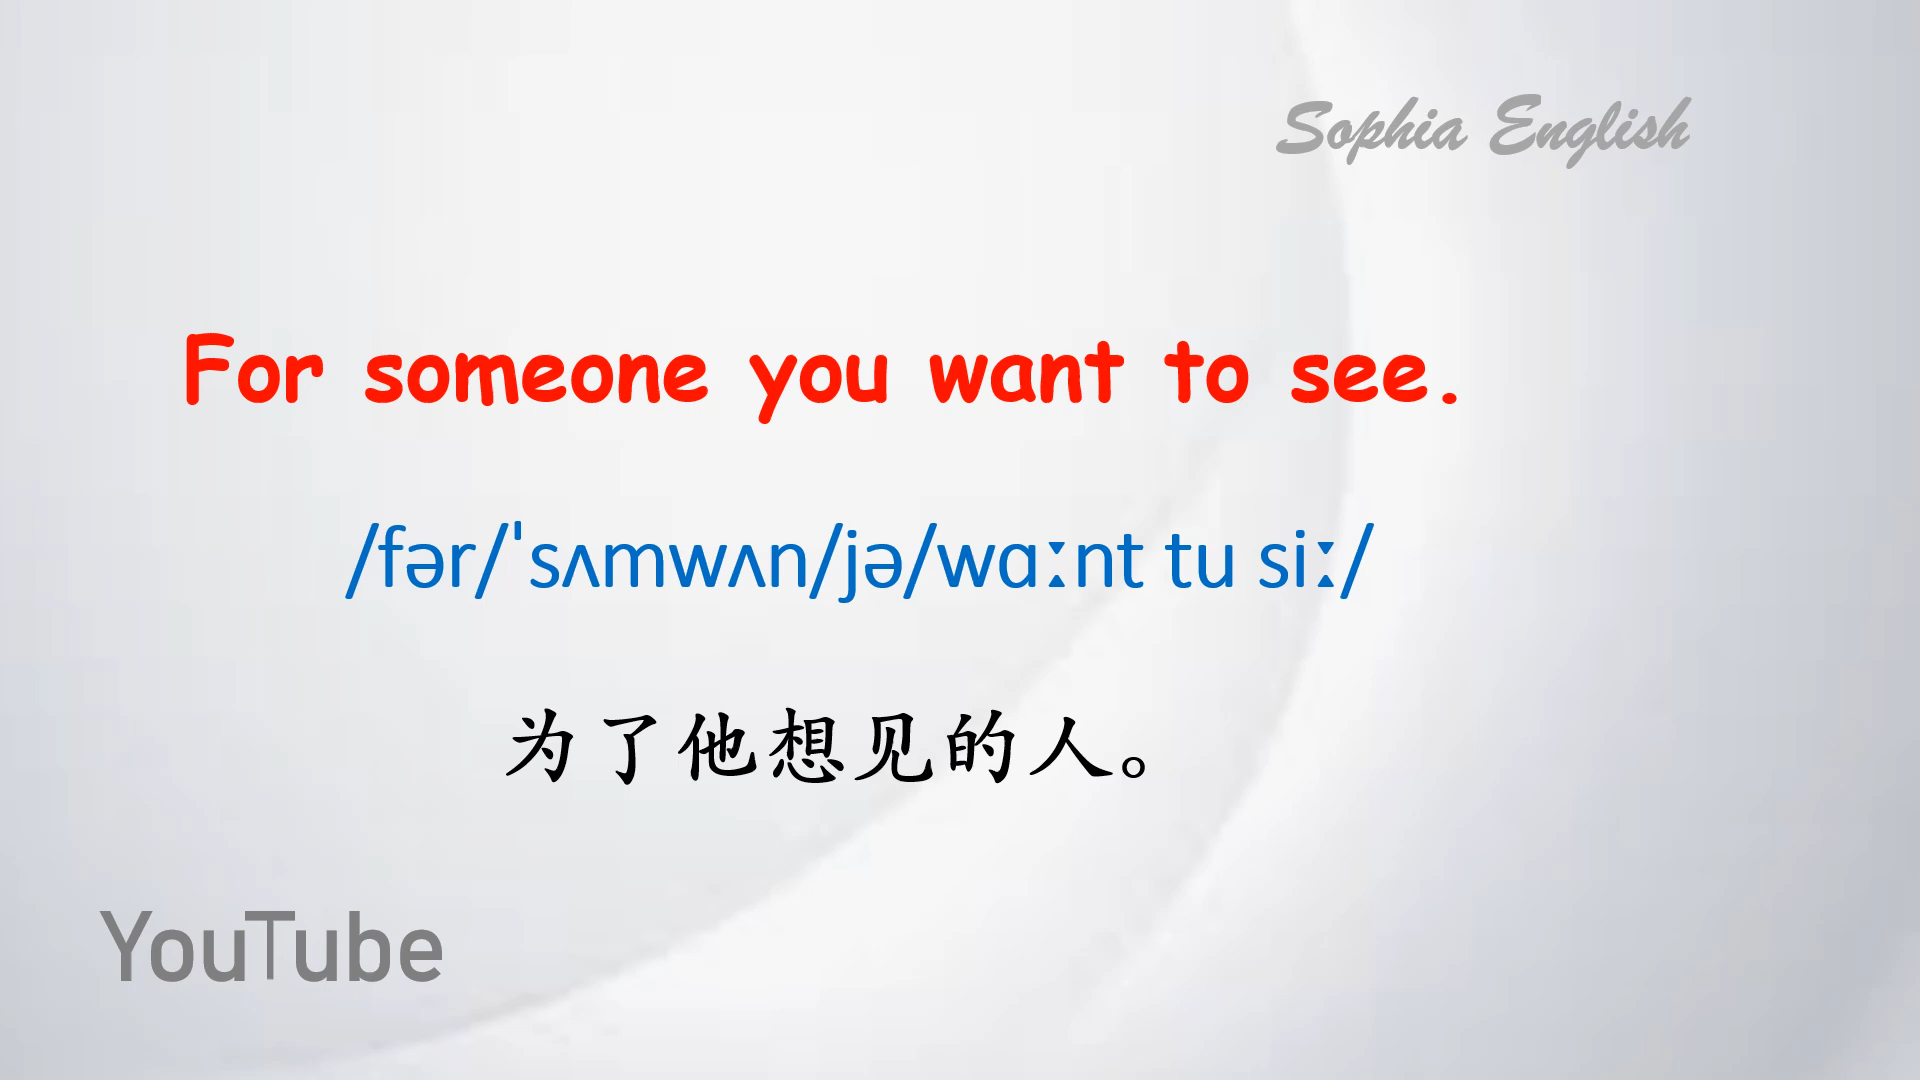 Sophia English
For someone you want to see.
/fər/ˈsʌmwʌn/jə/wɑːnt tu siː/
为了他想见的人。
YouTube